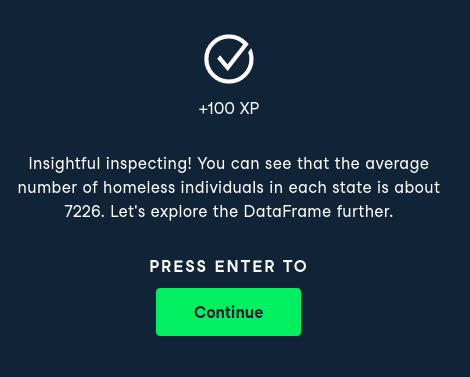 +100 XP
Insightful inspecting! You can see that the average
number of homeless individuals in each state is about
7226. Let's explore the DataFrame further.
PRESS ENTER TO
Continue